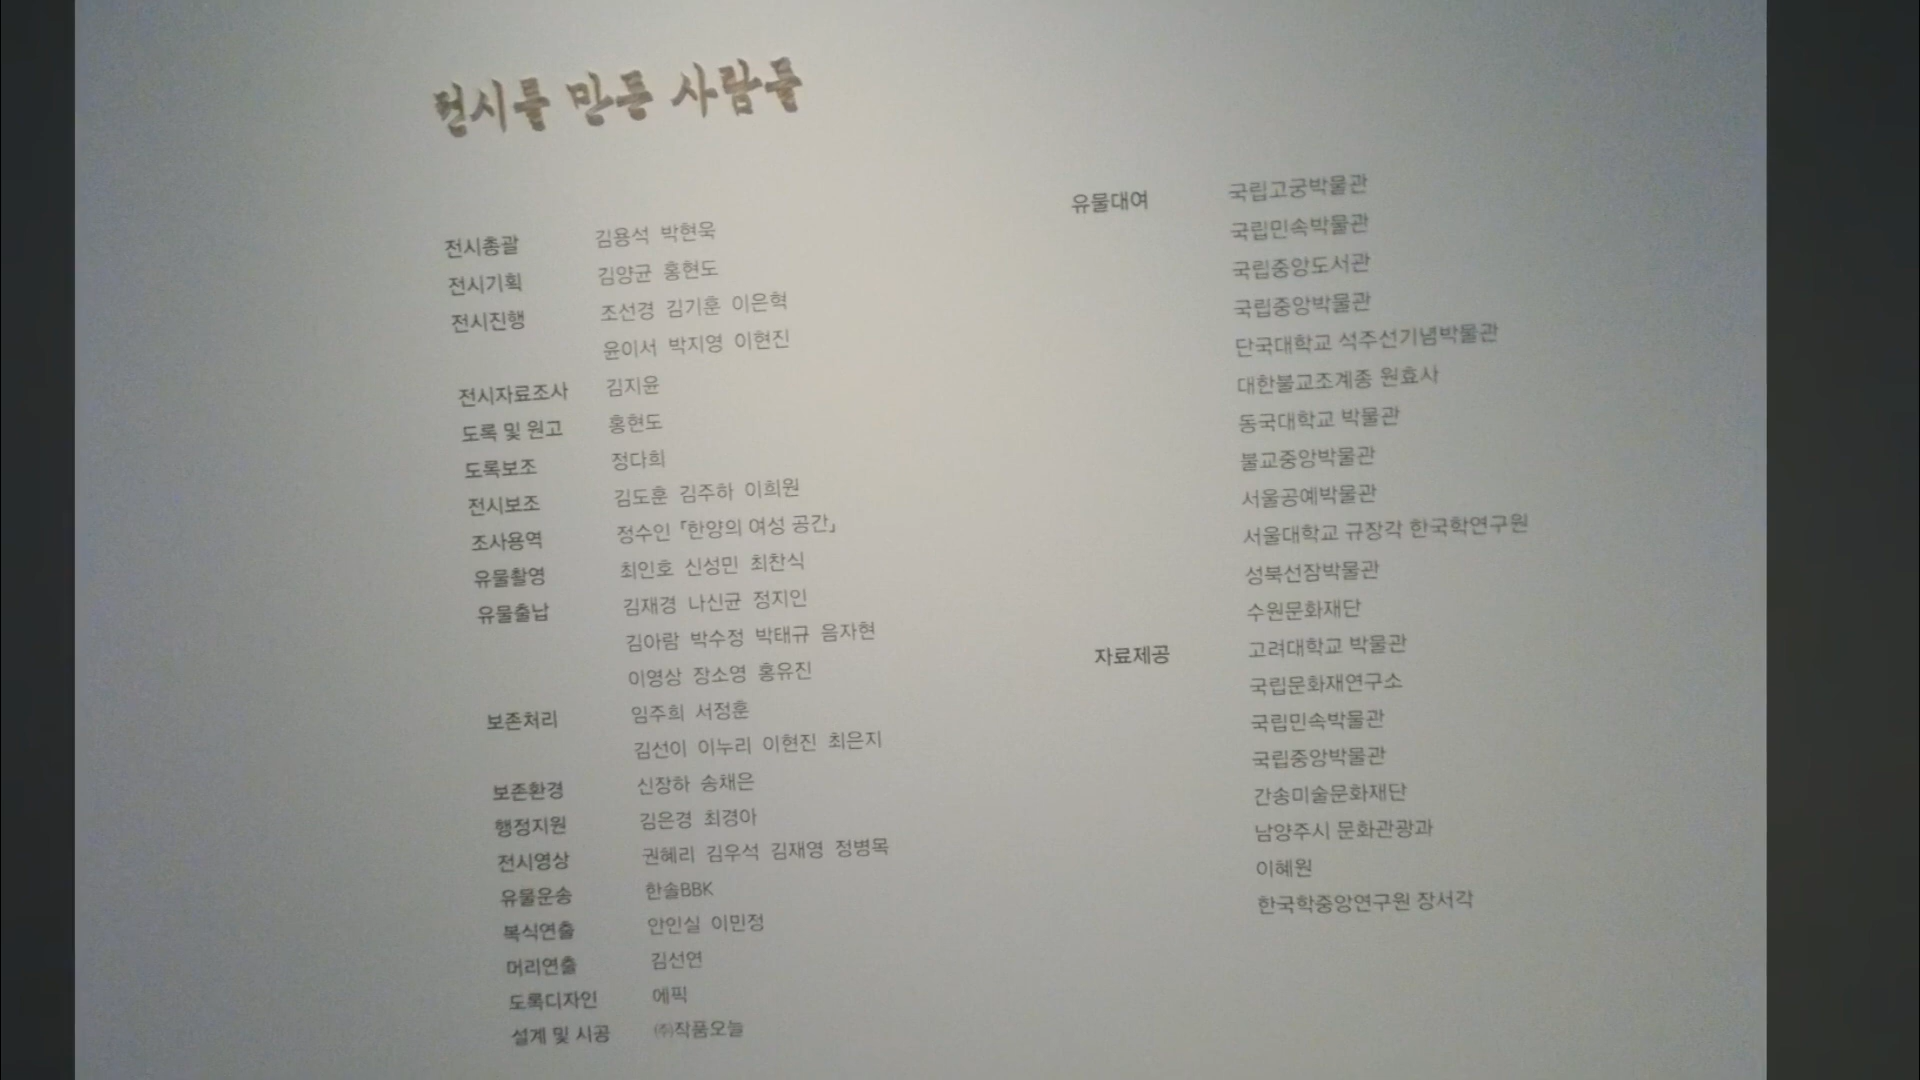 전시를 만든 사람들
전시총괄 김용석 박현욱
전시기획 김양균 홍현도
전시진행 조선경 김기훈 이은혁
윤이서 박지영 이현진
전시자료조사 김지윤
도록 및 원고 홍현도
도록보조 정다희
전시보조 김도훈 김주하 이희원
조사용역 정수인 「한양의 여성 공간」
유물촬영 최인호 신성민 최찬식
유물출납 김재경 나신균 정지인
김아람 박수정 박태규 음자현
이영상 장소영 홍유진
보존처리 임주희 서정훈
김선이 이누리 이현진 최은지
보존환경 신장하 송채은
행정지원 김은경 최경아
전시영상 권혜리 김우석 김재영 정병목
유물운송 한솔BBK
복식연출 안인실 이민정
머리연출 김선연
도록디자인 에픽
설계 및 시공 ㈜작품오늘
유물대여 국립고궁박물관
국립민속박물관
국립중앙도서관
국립중앙박물관
단국대학교 석주선기념박물관
대한불교조계종 원효사
동국대학교 박물관
불교중앙박물관
서울공예박물관
서울대학교 규장각 한국학연구원
성북선잠박물관
수원문화재단
자료제공 고려대학교 박물관
국립문화재연구소
국립민속박물관
국립중앙박물관
간송미술문화재단
남양주시 문화관광과
이혜원
한국학중앙연구원 장서각